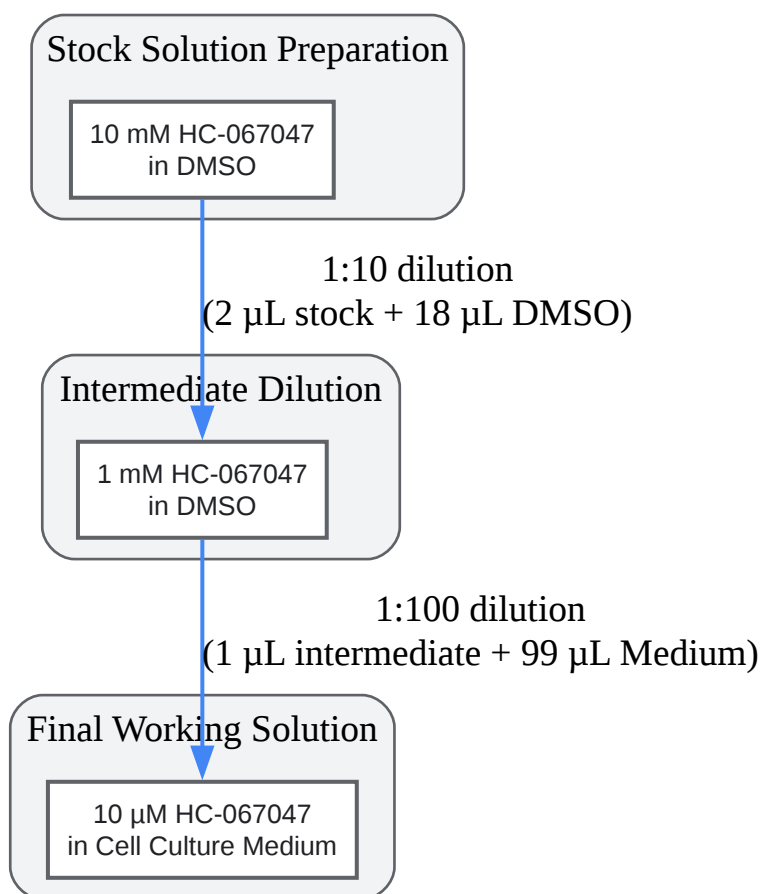 Stock Solution Preparation
10 mM HC-067047
in DMSO
1:10 dilution
(2 µL stock + 18 µL DMSO)
Intermediate Dilution
1 mM HC-067047
in DMSO
1:100 dilution
(1 µL intermediate + 99 µL Medium)
Final Working Solution
10 µM HC-067047
in Cell Culture Medium